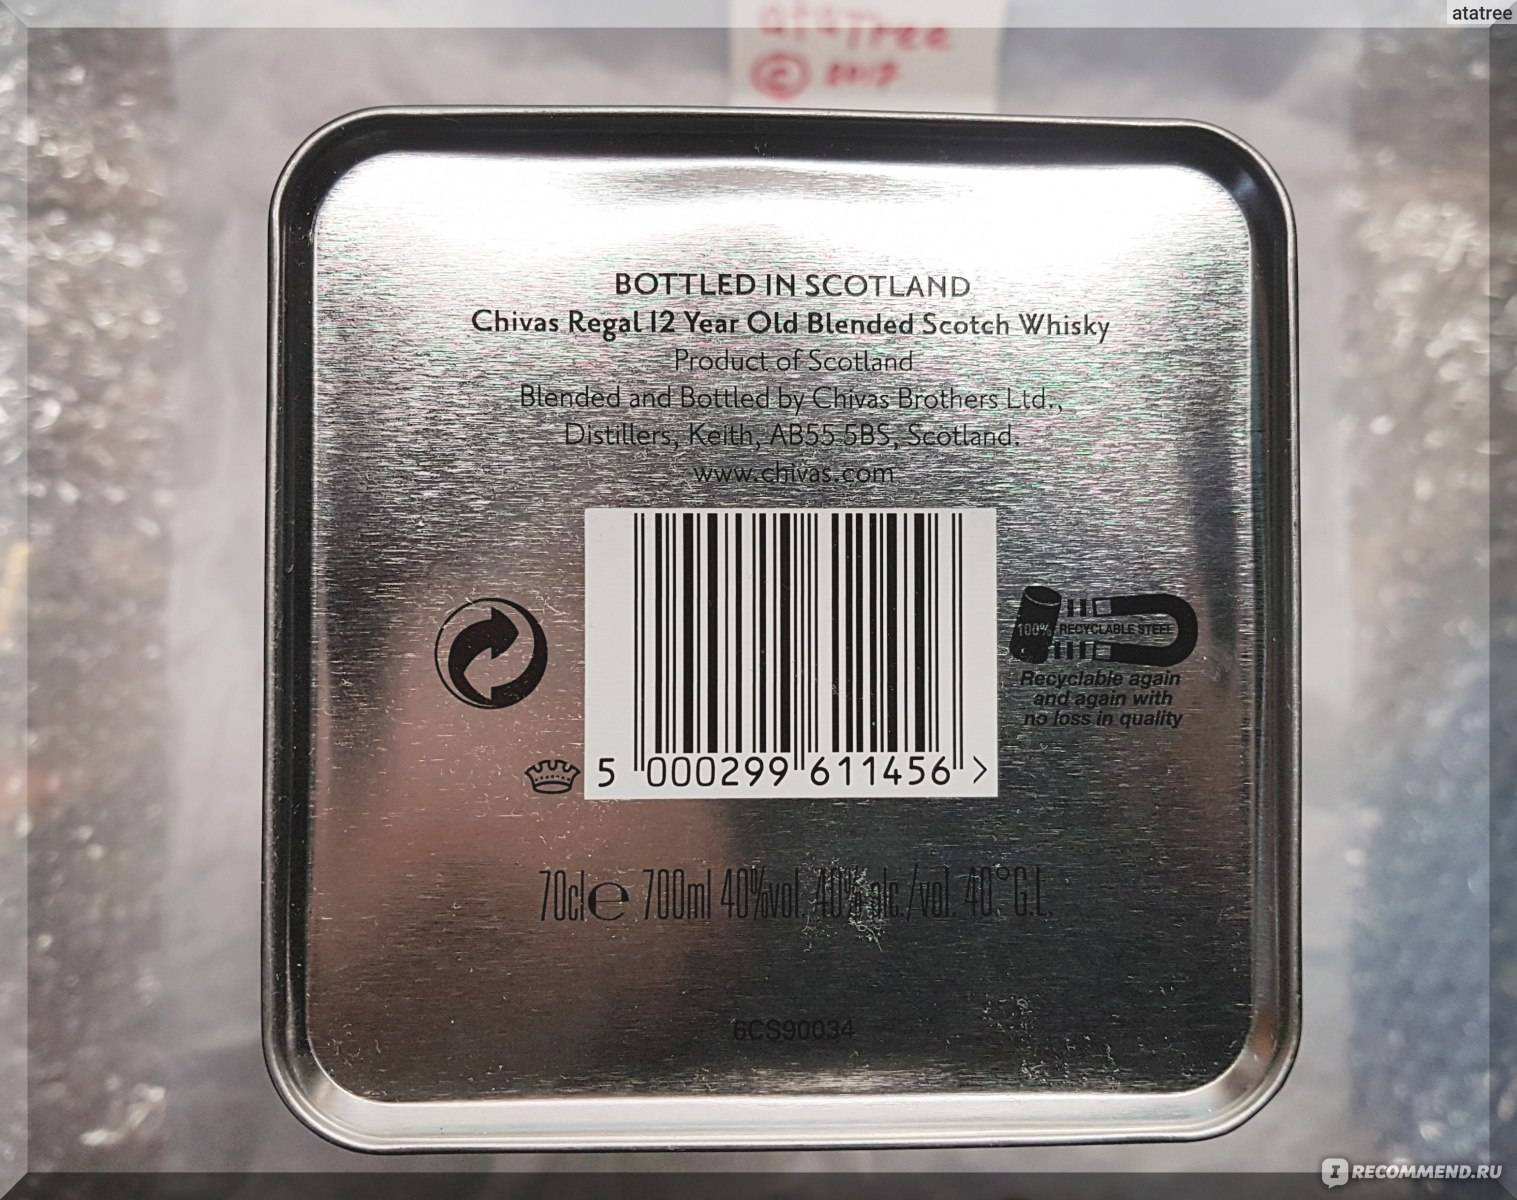 atatree
atatree
© 2017
BOTTLED IN SCOTLAND
Chivas Regal 12 Year Old Blended Scotch Whisky
Product of Scotland
Blended and Bottled by Chivas Brothers Ltd.,
Distillers, Keith, AB55 5BS, Scotland.
www.chivas.com
100% RECYCLABLE STEEL
Recyclable again
and again with
no loss in quality
5 000299 611456 >
70cl e 700ml 40%vol. 40% alc./vol. 40° G.L.
6CS90034
I RECOMMEND.RU